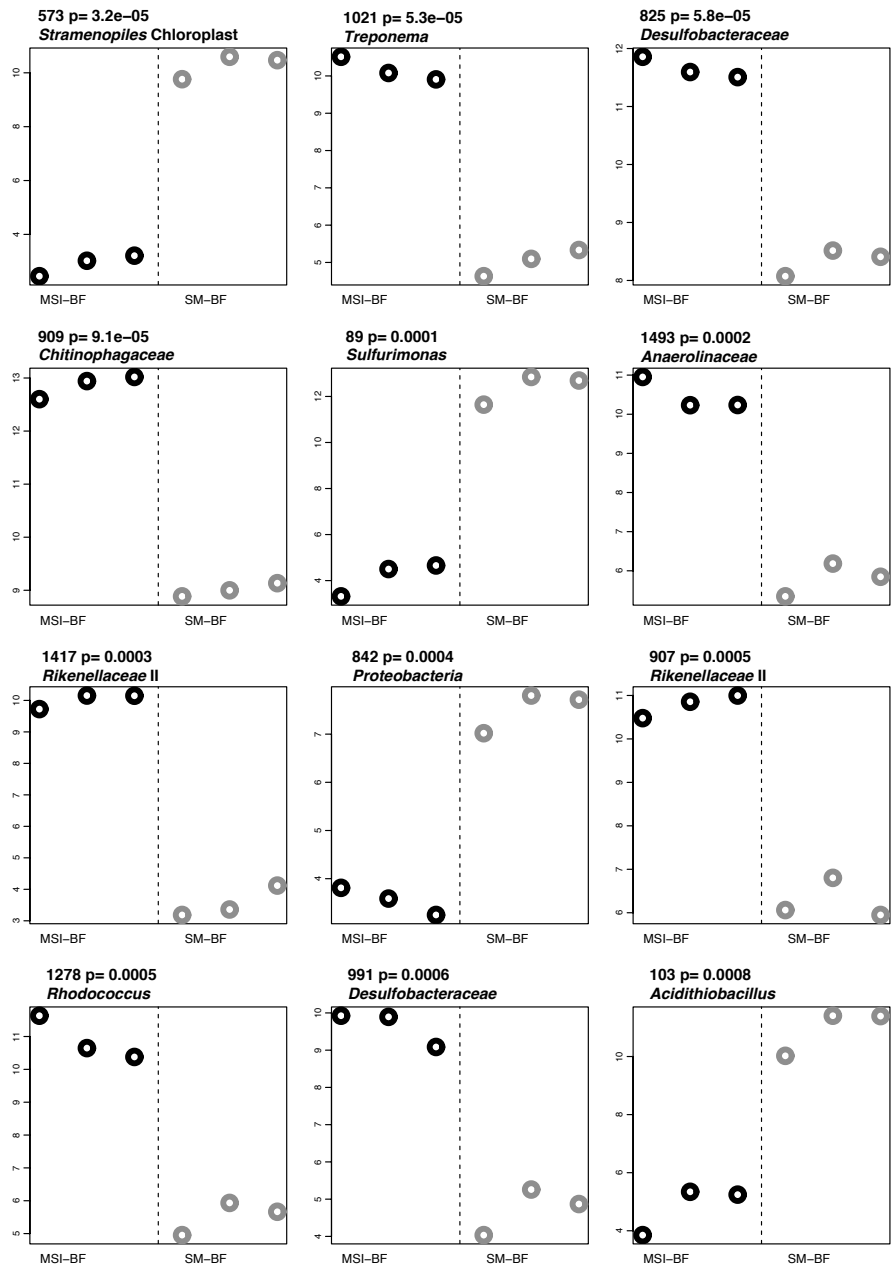 573 p= 3.2e−05
Stramenopiles Chloroplast
4
6
8
10
MSI−BF
SM−BF
1021 p= 5.3e−05
Treponema
5
6
7
8
9
10
MSI−BF
SM−BF
825 p= 5.8e−05
Desulfobacteraceae
8
9
10
11
12
MSI−BF
SM−BF
909 p= 9.1e−05
Chitinophagaceae
9
10
11
12
13
MSI−BF
SM−BF
89 p= 0.0001
Sulfurimonas
4
6
8
10
12
MSI−BF
SM−BF
1493 p= 0.0002
Anaerolinaceae
6
7
8
9
10
11
MSI−BF
SM−BF
1417 p= 0.0003
Rikenellaceae II
3
4
5
6
7
8
9
10
MSI−BF
SM−BF
842 p= 0.0004
Proteobacteria
4
5
6
7
MSI−BF
SM−BF
907 p= 0.0005
Rikenellaceae II
6
7
8
9
10
11
MSI−BF
SM−BF
1278 p= 0.0005
Rhodococcus
5
6
7
8
9
10
11
MSI−BF
SM−BF
991 p= 0.0006
Desulfobacteraceae
4
5
6
7
8
9
10
MSI−BF
SM−BF
103 p= 0.0008
Acidithiobacillus
4
6
8
10
MSI−BF
SM−BF